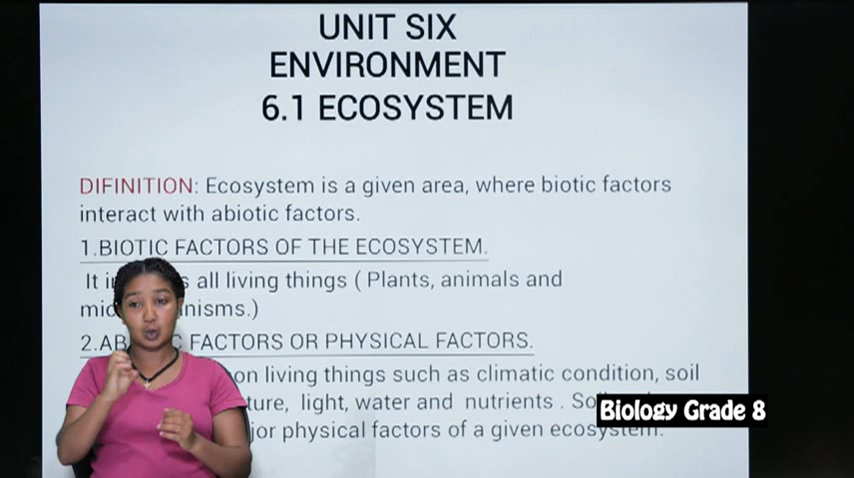 UNIT SIX
ENVIRONMENT
6.1 ECOSYSTEM
DIFINITION: Ecosystem is a given area, where biotic factors
interact with abiotic factors.
1.BIOTIC FACTORS OF THE ECOSYSTEM.
It all living things ( Plants, animals and
2. FACTORS OR PHYSICAL FACTORS.
living things such as climatic condition, soil
light, water and nutrients .
physical factors of a given ecosystem.
Biology Grade 8